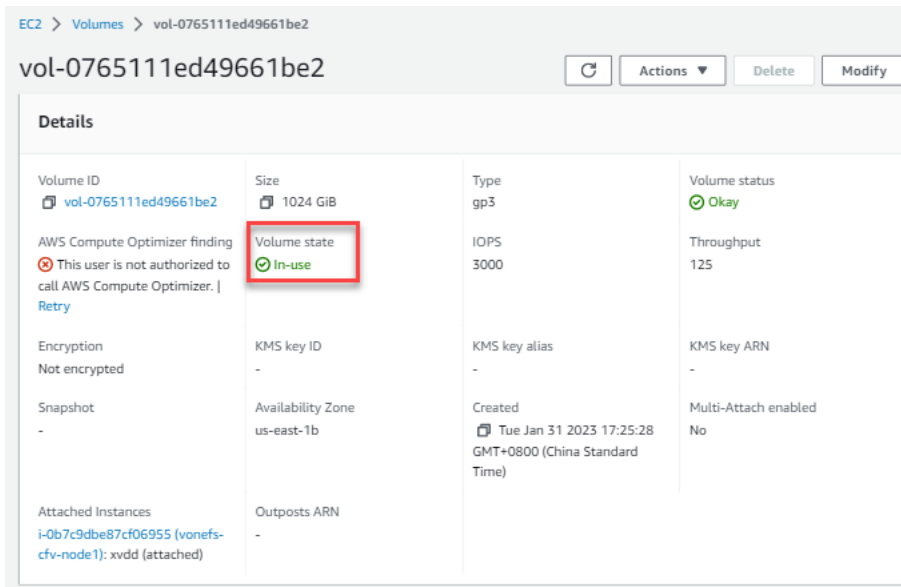 EC2 > Volumes > vol-0765111ed49661be2
vol-0765111ed49661be2
Actions ▼
Delete
Modify
Details
Volume ID
vol-0765111ed49661be2
Size
1024 GiB
Type
gp3
Volume status
Okay
AWS Compute Optimizer finding
This user is not authorized to
call AWS Compute Optimizer. |
Retry
Volume state
In-use
IOPS
3000
Throughput
125
Encryption
Not encrypted
KMS key ID
-
KMS key alias
-
KMS key ARN
-
Snapshot
-
Availability Zone
us-east-1b
Created
Tue Jan 31 2023 17:25:28
GMT+0800 (China Standard
Time)
Multi-Attach enabled
No
Attached Instances
i-0b7c9dbe87cf06955 (vonefs-
cfv-node1): xvdd (attached)
Outposts ARN
-